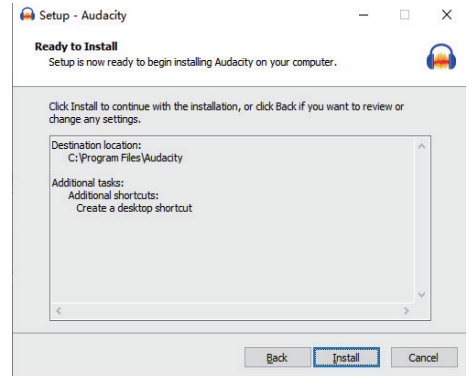 Setup - Audacity
Ready to Install
Setup is now ready to begin installing Audacity on your computer.
Click Install to continue with the installation, or click Back if you want to review or
change any settings.
Destination location:
C:\Program Files\Audacity
Additional tasks:
Additional shortcuts:
Create a desktop shortcut
Back
Install
Cancel